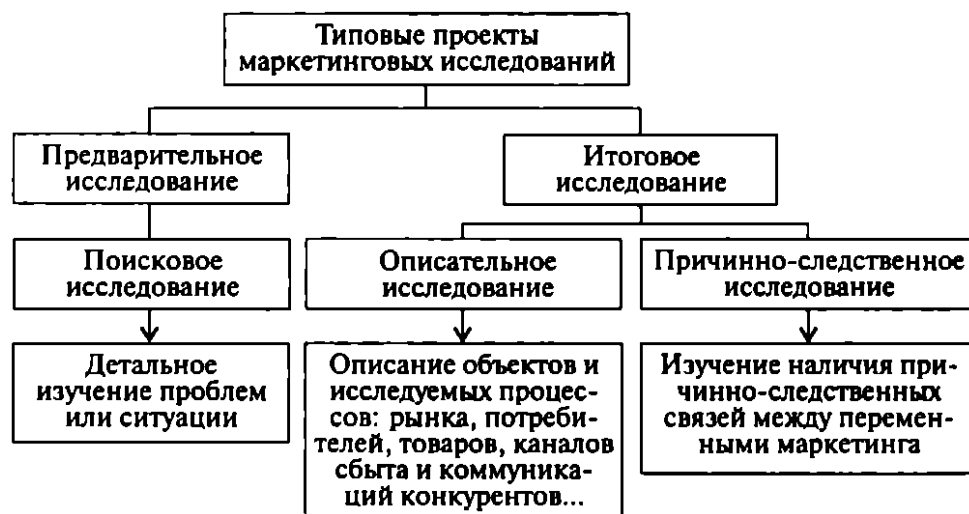 Типовые проекты
маркетинговых исследований
Предварительное
исследование
Итоговое
исследование
Поисковое
исследование
Описательное
исследование
Причинно-следственное
исследование
Детальное
изучение проблем
или ситуации
Описание объектов и
исследуемых процес-
сов: рынка, потреби-
телей, товаров, каналов
сбыта и коммуника-
ций конкурентов...
Изучение наличия при-
чинно-следственных
связей между перемен-
ными маркетинга